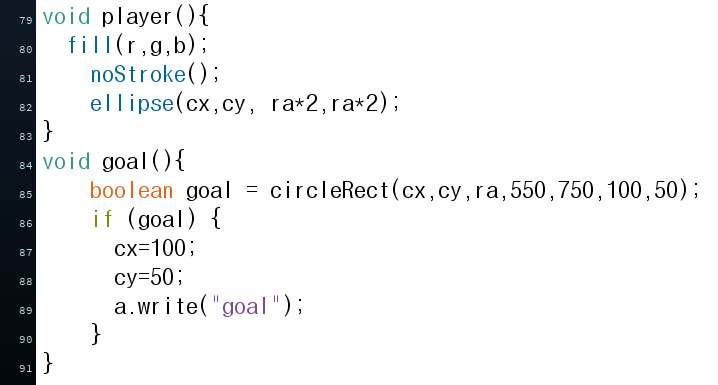 79 void player(){
80 fill(r,g,b);
81 noStroke();
82 ellipse(cx,cy, ra*2,ra*2);
83 }
84 void goal(){
85 boolean goal = circleRect(cx,cy,ra,550,750,100,50);
86 if (goal) {
87 cx=100;
88 cy=50;
89 a.write("goal");
90 }
91 }